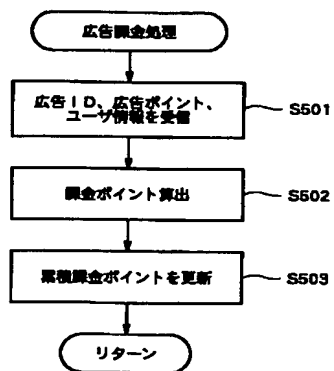 広告課金処理
広告ID、広告ポイント、
ユーザ情報を受信
S501
課金ポイント算出
S502
累積課金ポイントを更新
S503
リターン